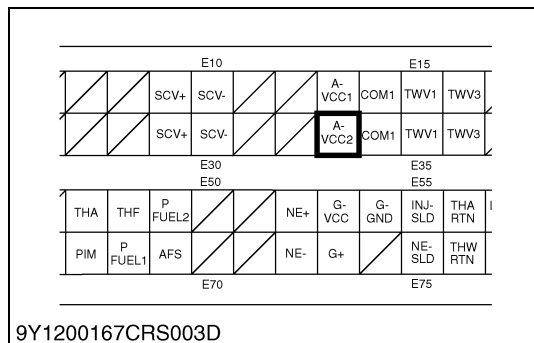 E10 E15
SCV+ SCV- A-VCC1 COM1 TWV1 TWV3
SCV+ SCV- A-VCC2 COM1 TWV1 TWV3
E30 E35
E50 E55
THA THF P FUEL2 NE+ G-VCC G-GND INJ-SLD THA RTN
PIM P FUEL1 AFS NE- G+ NE-SLD THW RTN
E70 E75
9Y1200167CRS003D